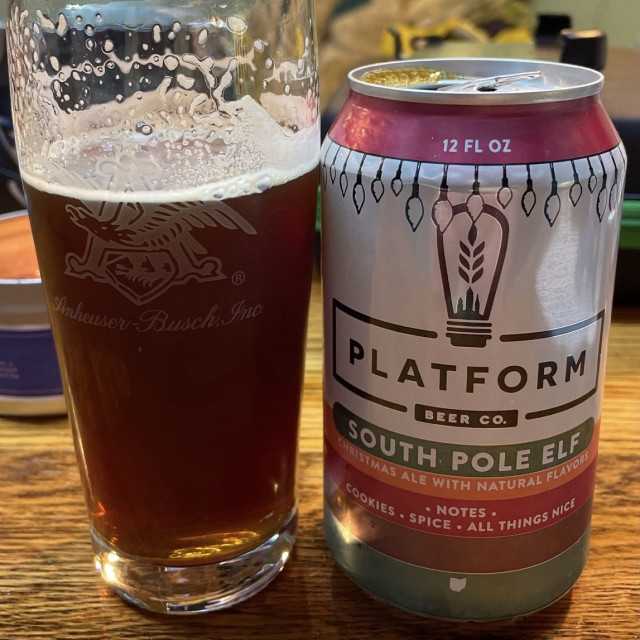 12 FL OZ
Anheuser-Busch, Inc
®
PLATFORM
BEER CO.
SOUTH POLE ELF
CHRISTMAS ALE WITH NATURAL FLAVORS
• NOTES •
COOKIES • SPICE • ALL THINGS NICE